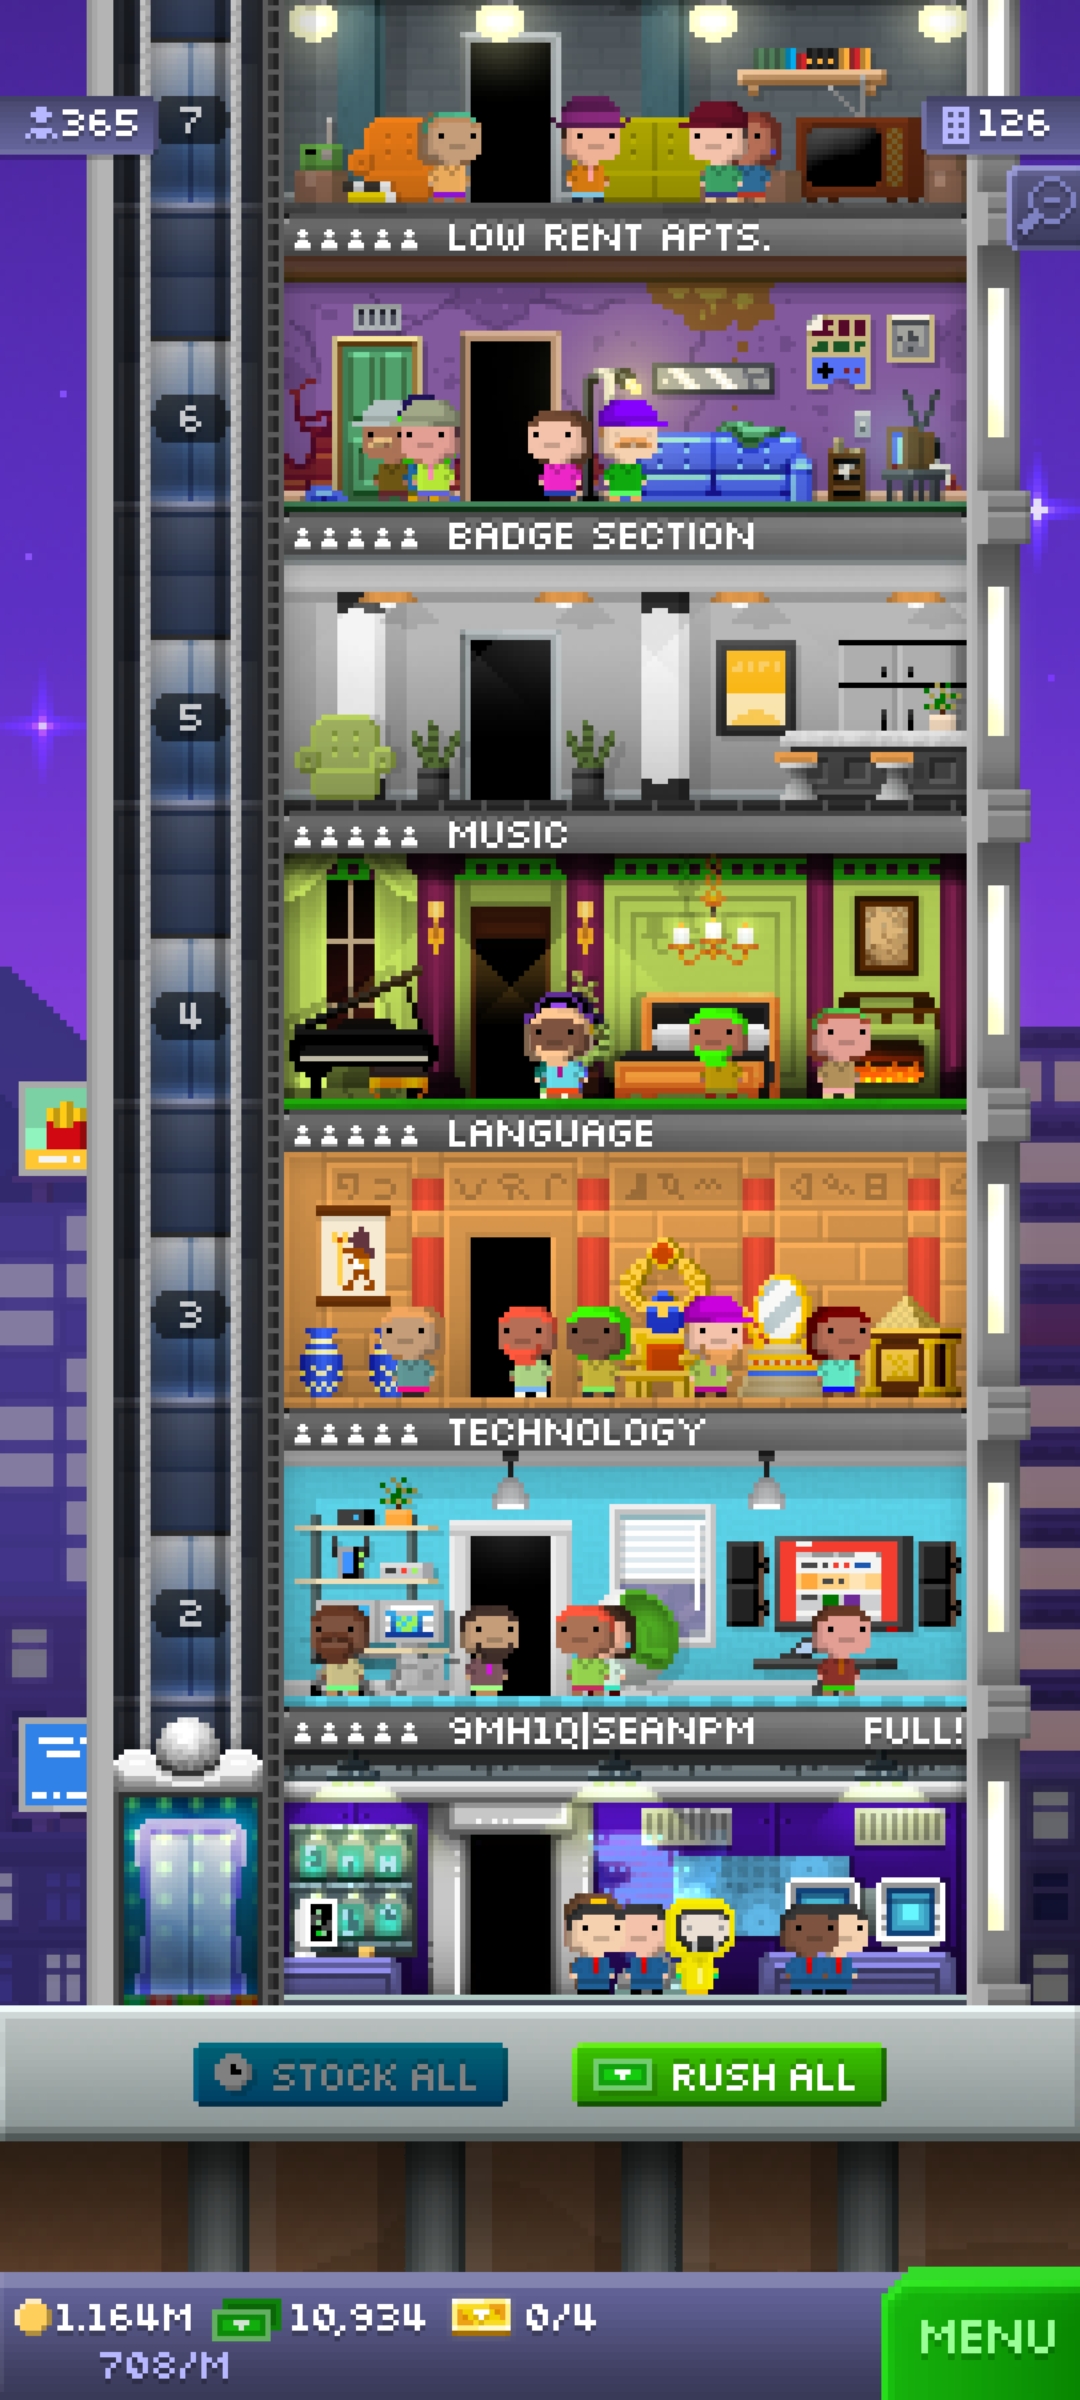 7
365
126
LOW RENT APTS.
6
BADGE SECTION
5
MUSIC
4
LANGUAGE
3
TECHNOLOGY
2
9MH1Q|SEANPM FULL!
STOCK ALL
RUSH ALL
1.164M 10,934 0/4
708/M
MENU